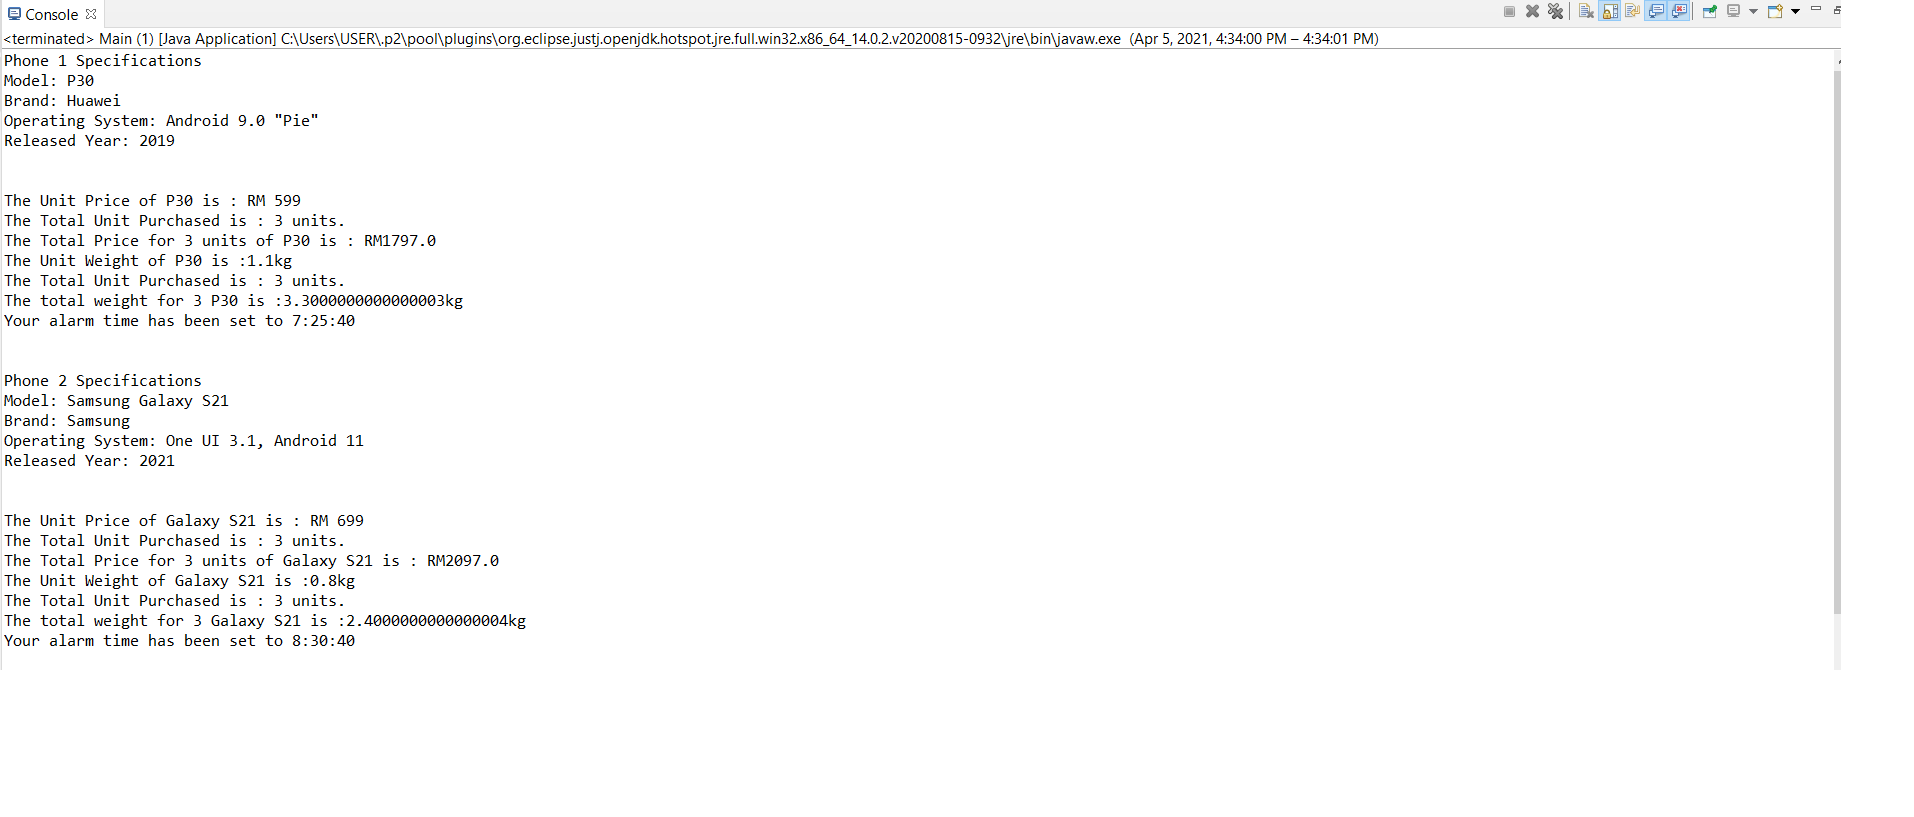 Console
<terminated> Main (1) [Java Application] C:\Users\USER\.p2\pool\plugins\org.eclipse.justj.openjdk.hotspot.jre.full.win32.x86_64_14.0.2.v20200815-0932\jre\bin\javaw.exe (Apr 5, 2021, 4:34:00 PM – 4:34:01 PM)
Phone 1 Specifications
Model: P30
Brand: Huawei
Operating System: Android 9.0 "Pie"
Released Year: 2019
The Unit Price of P30 is : RM 599
The Total Unit Purchased is : 3 units.
The Total Price for 3 units of P30 is : RM1797.0
The Unit Weight of P30 is :1.1kg
The Total Unit Purchased is : 3 units.
The total weight for 3 P30 is :3.3000000000000003kg
Your alarm time has been set to 7:25:40
Phone 2 Specifications
Model: Samsung Galaxy S21
Brand: Samsung
Operating System: One UI 3.1, Android 11
Released Year: 2021
The Unit Price of Galaxy S21 is : RM 699
The Total Unit Purchased is : 3 units.
The Total Price for 3 units of Galaxy S21 is : RM2097.0
The Unit Weight of Galaxy S21 is :0.8kg
The Total Unit Purchased is : 3 units.
The total weight for 3 Galaxy S21 is :2.4000000000000004kg
Your alarm time has been set to 8:30:40